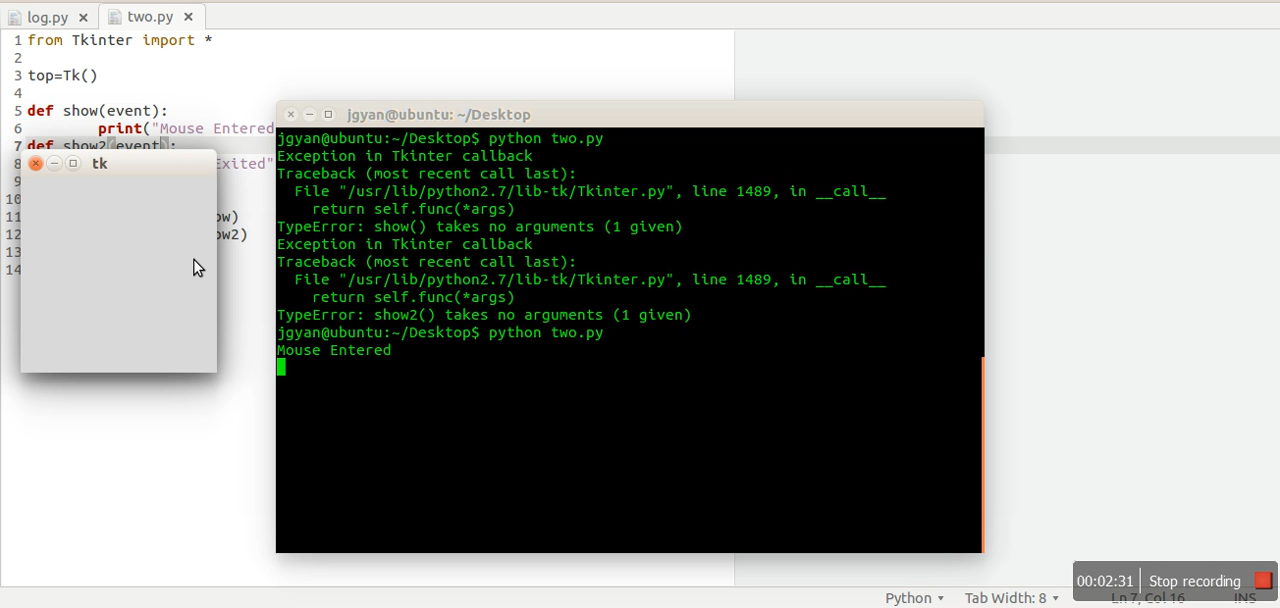 log.py ×
two.py ×
1 from Tkinter import *
2
3 top=Tk()
4
5 def show(event):
6 print("Mouse Entered
7 def show2(event):
8 Exited"
9
10
11 ow)
12 ow2)
13
14
tk
jgyan@ubuntu: ~/Desktop
jgyan@ubuntu:~/Desktop$ python two.py
Exception in Tkinter callback
Traceback (most recent call last):
File "/usr/lib/python2.7/lib-tk/Tkinter.py", line 1489, in __call__
return self.func(*args)
TypeError: show() takes no arguments (1 given)
Exception in Tkinter callback
Traceback (most recent call last):
File "/usr/lib/python2.7/lib-tk/Tkinter.py", line 1489, in __call__
return self.func(*args)
TypeError: show2() takes no arguments (1 given)
jgyan@ubuntu:~/Desktop$ python two.py
Mouse Entered
00:02:31 Stop recording
Python Tab Width: 8 Ln 7, Col 16 INS